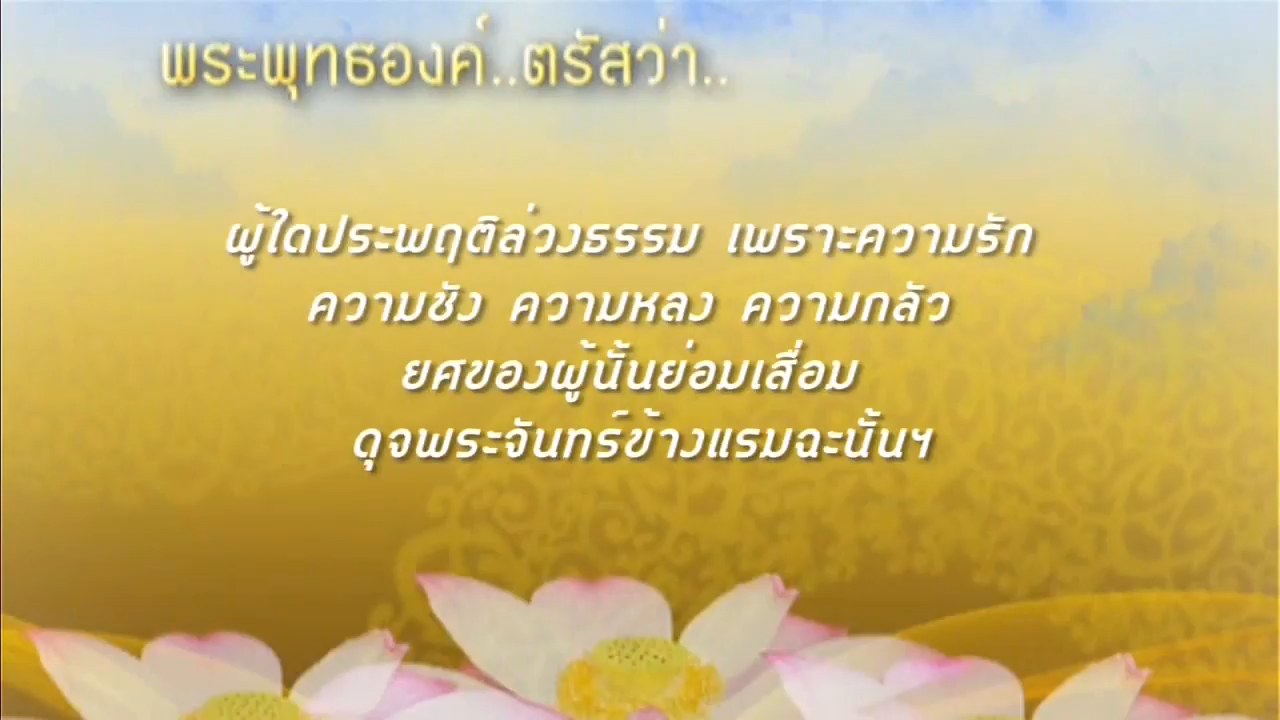 พระพุทธองค์..ตรัสว่า..
ผู้ใดประพฤติล่วงธรรม เพราะความรัก
ความชัง ความหลง ความกลัว
ยศของผู้นั้นย่อมเสื่อม
ดุจพระจันทร์ข้างแรมฉะนั้นฯ